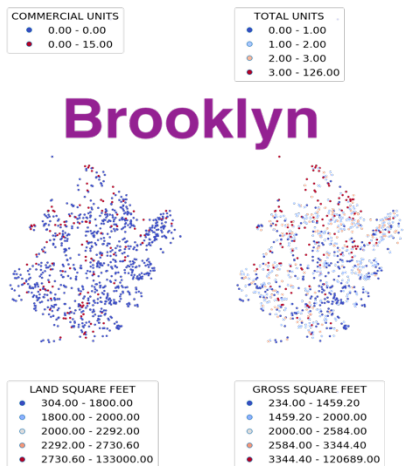 COMMERCIAL UNITS
0.00 - 0.00
0.00 - 15.00
TOTAL UNITS
0.00 - 1.00
1.00 - 2.00
2.00 - 3.00
3.00 - 126.00
Brooklyn
LAND SQUARE FEET
304.00 - 1800.00
1800.00 - 2000.00
2000.00 - 2292.00
2292.00 - 2730.60
2730.60 - 133000.00
GROSS SQUARE FEET
234.00 - 1459.20
1459.20 - 2000.00
2000.00 - 2584.00
2584.00 - 3344.40
3344.40 - 120689.00